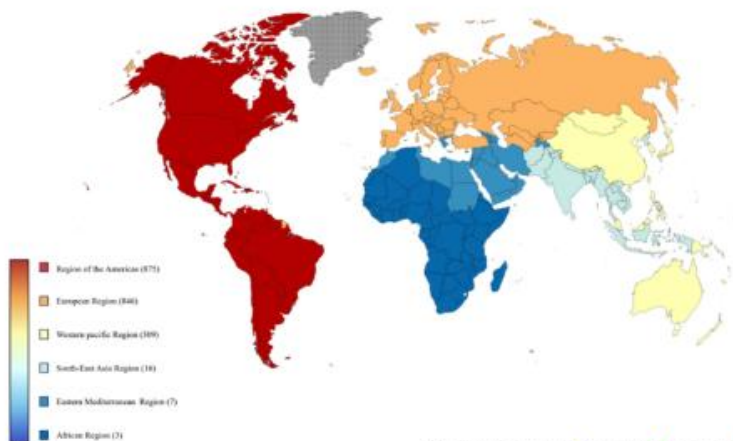 Region of the Americas (875)
European Region (846)
Western pacific Region (309)
South-East Asia Region (16)
Eastern Mediterranean Region (7)
African Region (3)